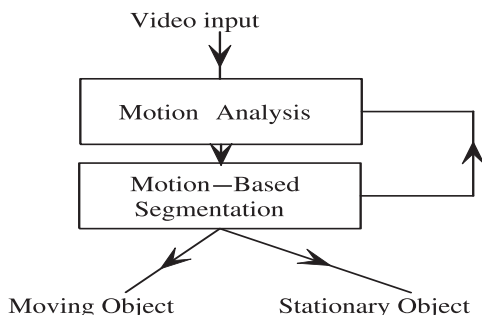 Video input
Motion Analysis
Motion—Based
Segmentation
Moving Object
Stationary Object